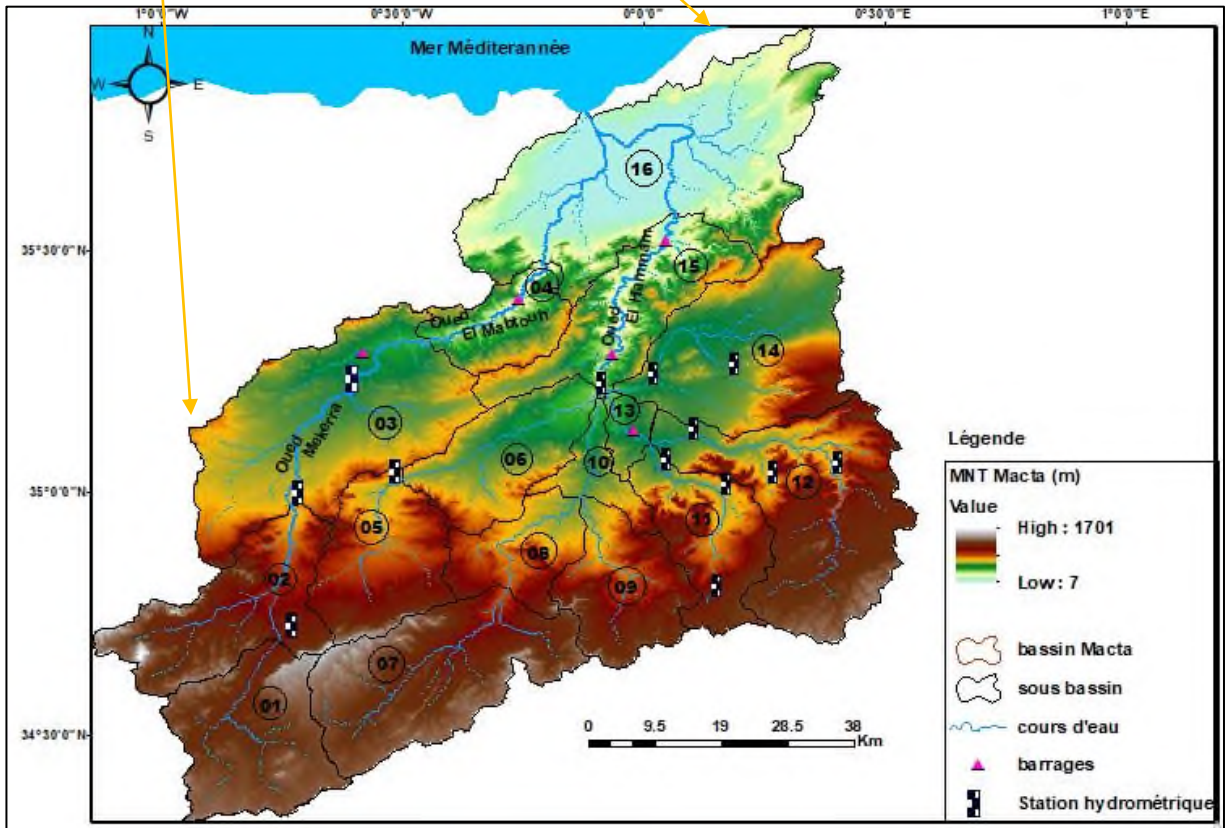 1°0'0"W 0°30'0"W 0°0'0" 0°30'0"E 1°0'0"E
Mer Méditerannée
N
W E
S
16
35°30'0"N
15
04
Oued El Mabtouh
Oued El Hammam
14
13
03
Oued Mekerra
06
10
35°0'0"N
12
11
05
08
02
09
07
01
34°30'0"N
0 9.5 19 28.5 38
Km
Légende
MNT Macta (m)
Value
High : 1701
Low : 7
bassin Macta
sous bassin
cours d'eau
barrages
Station hydrométrique